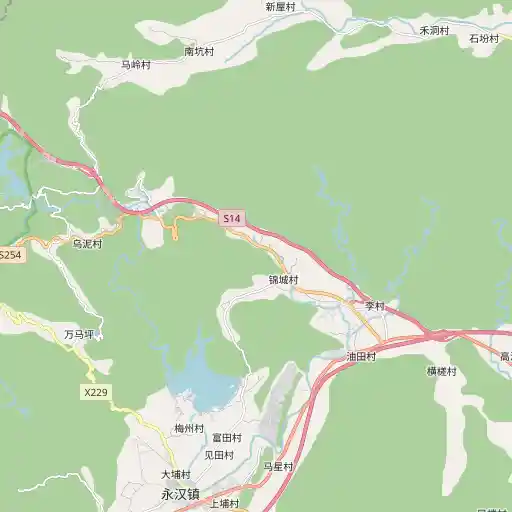 新屋村
禾洞村
石坋村
南坑村
马岭村
S14
乌泥村
S254
锦城村
李村
万马坪
油田村
横槎村
X229
梅州村
富田村
见田村
马星村
大埔村
永汉镇
上埔村